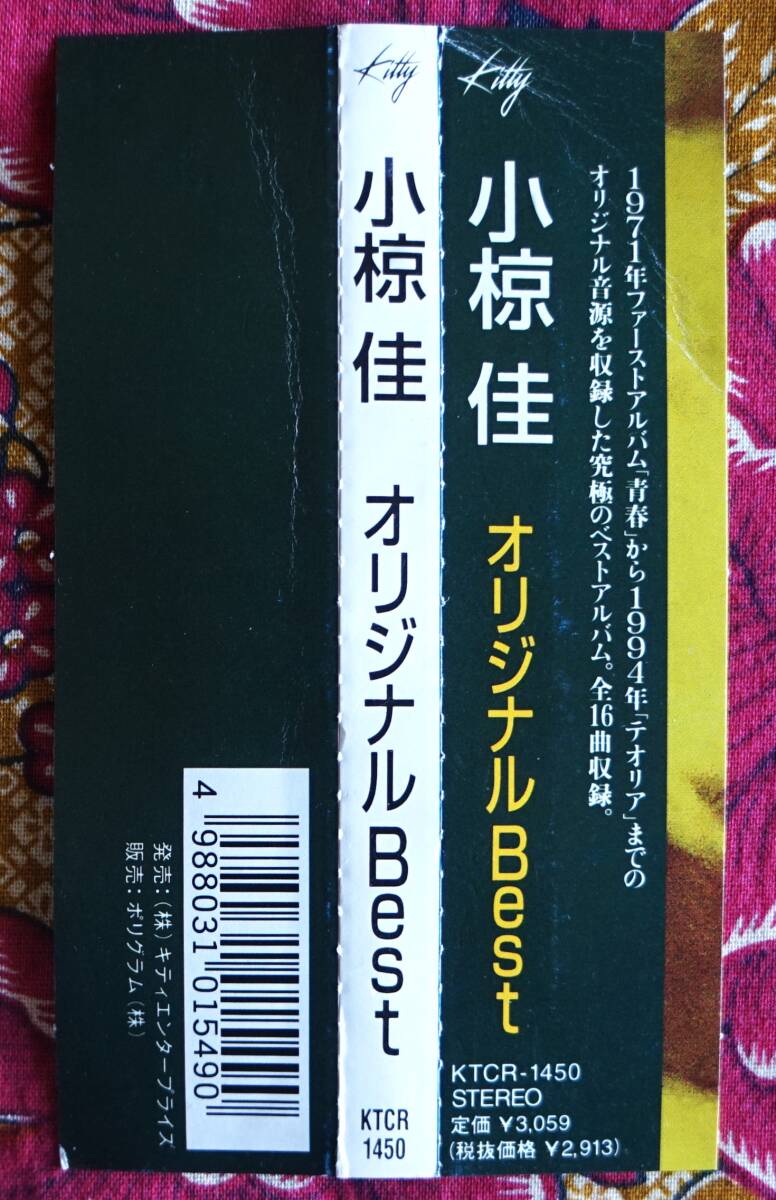 Kitty
小椋 佳
オリジナルBest
1971年ファーストアルバム「青春」から1994年「テオリア」までの
オリジナル音源を収録した究極のベストアルバム。全16曲収録。
KTCR-1450
STEREO
定価 ¥3,059
(税抜価格 ¥2,913)
Kitty
小椋 佳
オリジナルBest
KTCR
1450
4 988031 015490
発売：(株)キティエンタープライズ
販売：ポリグラム(株)